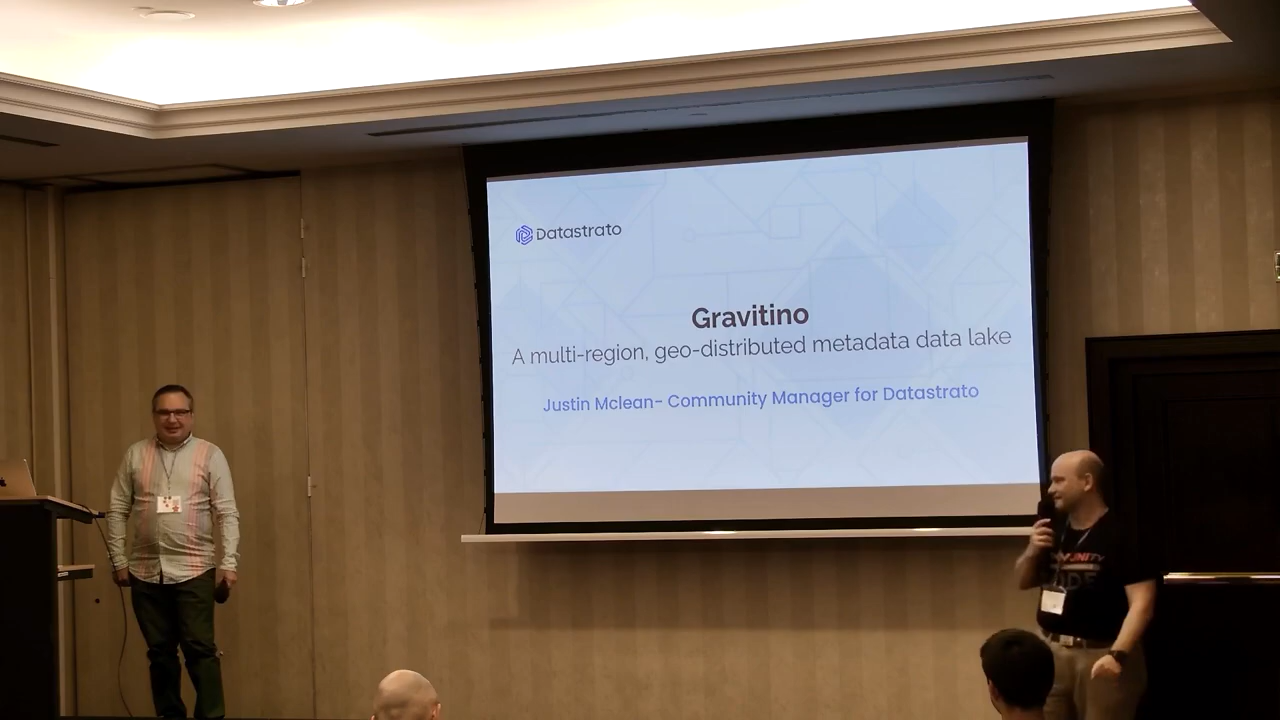 Datastrato
Gravitino
A multi-region, geo-distributed metadata data lake
Justin Mclean- Community Manager for Datastrato